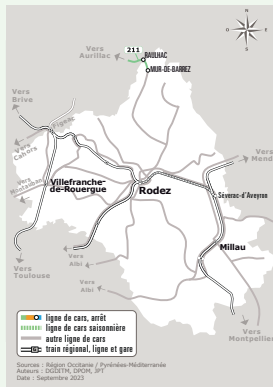 Vers
Aurillac
211
RAULHAC
MUR-DE-BARREZ
Vers
Brive
Figeac
Vers
Cahors
Vers
Mende
Vers
Montauban
Villefranche-
de-Rouergue
Rodez
Séverac-d'Aveyron
Millau
Vers
Toulouse
Vers
Albi
Vers
Albi
Vers
Montpellier
ligne de cars, arrêt
ligne de cars saisonnière
autre ligne de cars
train régional, ligne et gare
Sources : Région Occitanie / Pyrénées-Méditerranée
Auteurs : DGDITM, DPOM, JPT
Date : Septembre 2023